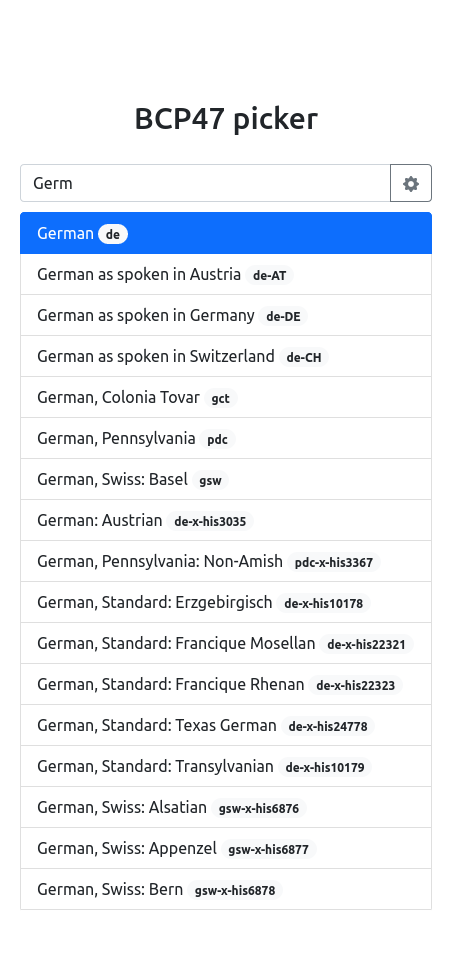 BCP47 picker
Germ
German de
German as spoken in Austria de-AT
German as spoken in Germany de-DE
German as spoken in Switzerland de-CH
German, Colonia Tovar gct
German, Pennsylvania pdc
German, Swiss: Basel gsw
German: Austrian de-x-his3035
German, Pennsylvania: Non-Amish pdc-x-his3367
German, Standard: Erzgebirgisch de-x-his10178
German, Standard: Francique Mosellan de-x-his22321
German, Standard: Francique Rhenan de-x-his22323
German, Standard: Texas German de-x-his24778
German, Standard: Transylvanian de-x-his10179
German, Swiss: Alsatian gsw-x-his6876
German, Swiss: Appenzel gsw-x-his6877
German, Swiss: Bern gsw-x-his6878